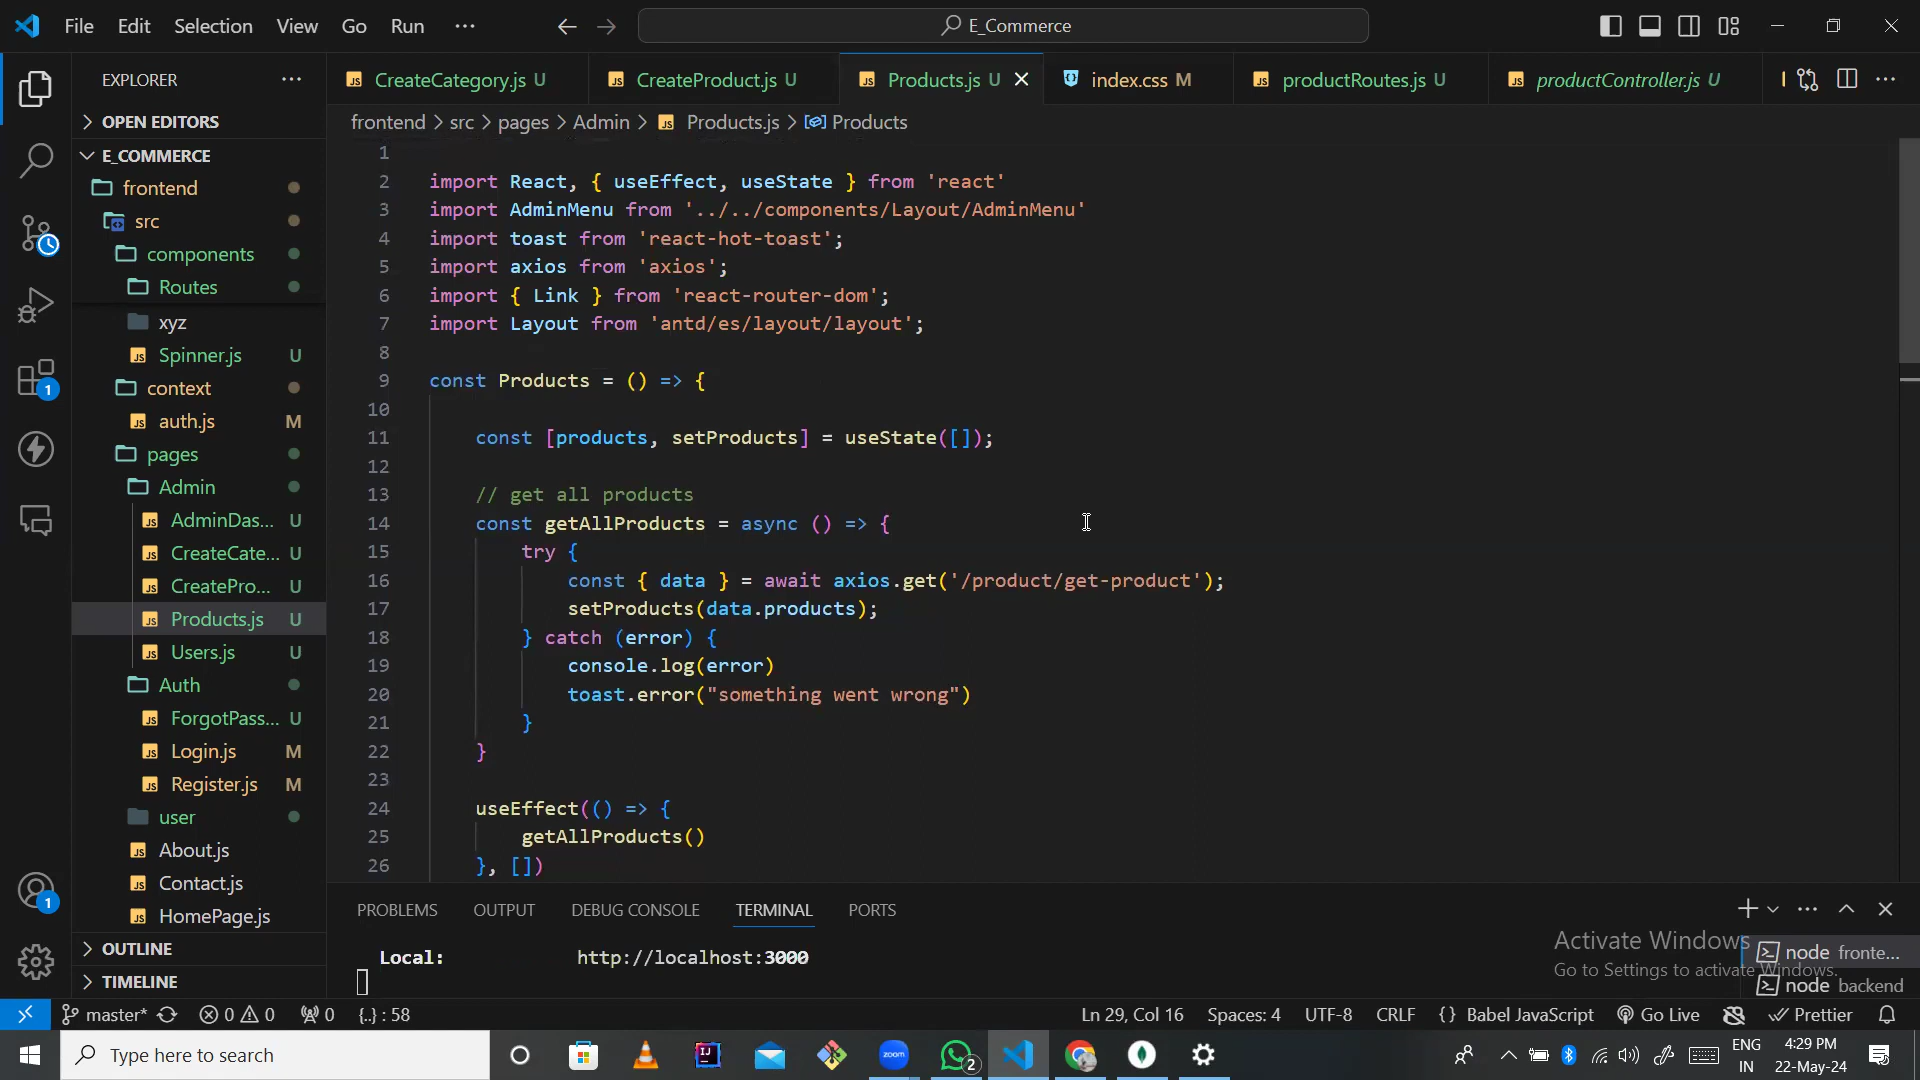 File Edit Selection View Go Run ··· E_Commerce
EXPLORER ···
CreateCategory.js U CreateProduct.js U Products.js U index.css M productRoutes.js U productController.js U
OPEN EDITORS
frontend > src > pages > Admin > Products.js > Products
E_COMMERCE
frontend
src
components
Routes
xyz
Spinner.js U
context
auth.js M
pages
Admin
AdminDas... U
CreateCate... U
CreatePro... U
Products.js U
Users.js U
Auth
ForgotPass... U
Login.js M
Register.js M
user
About.js
Contact.js
HomePage.js
OUTLINE
TIMELINE
1
1
1
2 import React, { useEffect, useState } from 'react'
3 import AdminMenu from '../../components/Layout/AdminMenu'
4 import toast from 'react-hot-toast';
5 import axios from 'axios';
6 import { Link } from 'react-router-dom';
7 import Layout from 'antd/es/layout/layout';
8
9 const Products = () => {
10
11 const [products, setProducts] = useState([]);
12
13 // get all products
14 const getAllProducts = async () => {
15 try {
16 const { data } = await axios.get('/product/get-product');
17 setProducts(data.products);
18 } catch (error) {
19 console.log(error)
20 toast.error("something went wrong")
21 }
22 }
23
24 useEffect(() => {
25 getAllProducts()
26 }, [])
PROBLEMS OUTPUT DEBUG CONSOLE TERMINAL PORTS
Local: http://localhost:3000
node fronte...
node backend
Activate Windows
Go to Settings to activate Windows.
master* 0 0 0 {..} : 58 Ln 29, Col 16 Spaces: 4 UTF-8 CRLF {} Babel JavaScript Go Live Prettier
Type here to search
zoom
2
ENG
IN
4:29 PM
22-May-24